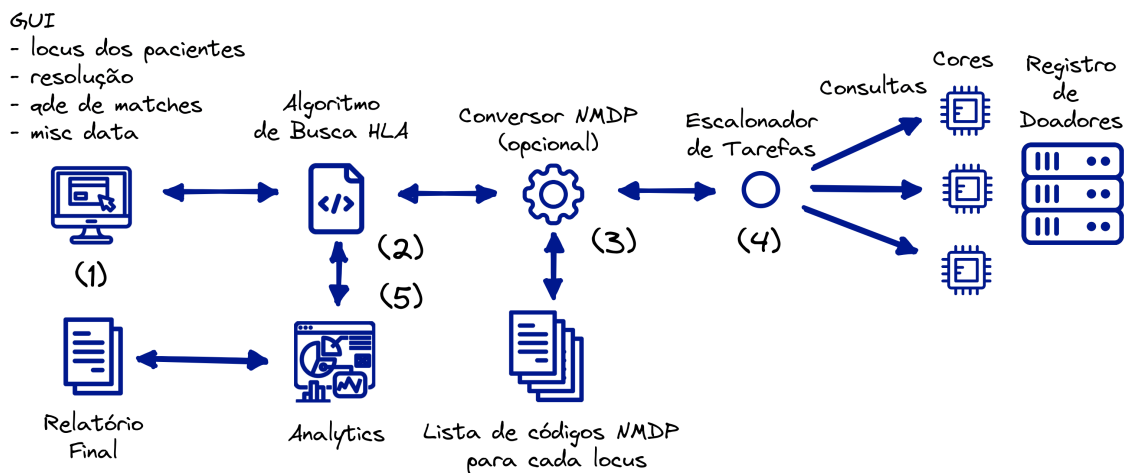 GUI
- locus dos pacientes
- resolução
- qde de matches
- misc data
Algoritmo
de Busca HLA
Conversor NMDP
(opcional)
Escalonador
de Tarefas
Consultas
Cores
Registro
de
Doadores
</>
(1)
(2)
(3)
(4)
(5)
Relatório
Final
Analytics
Lista de códigos NMDP
para cada locus